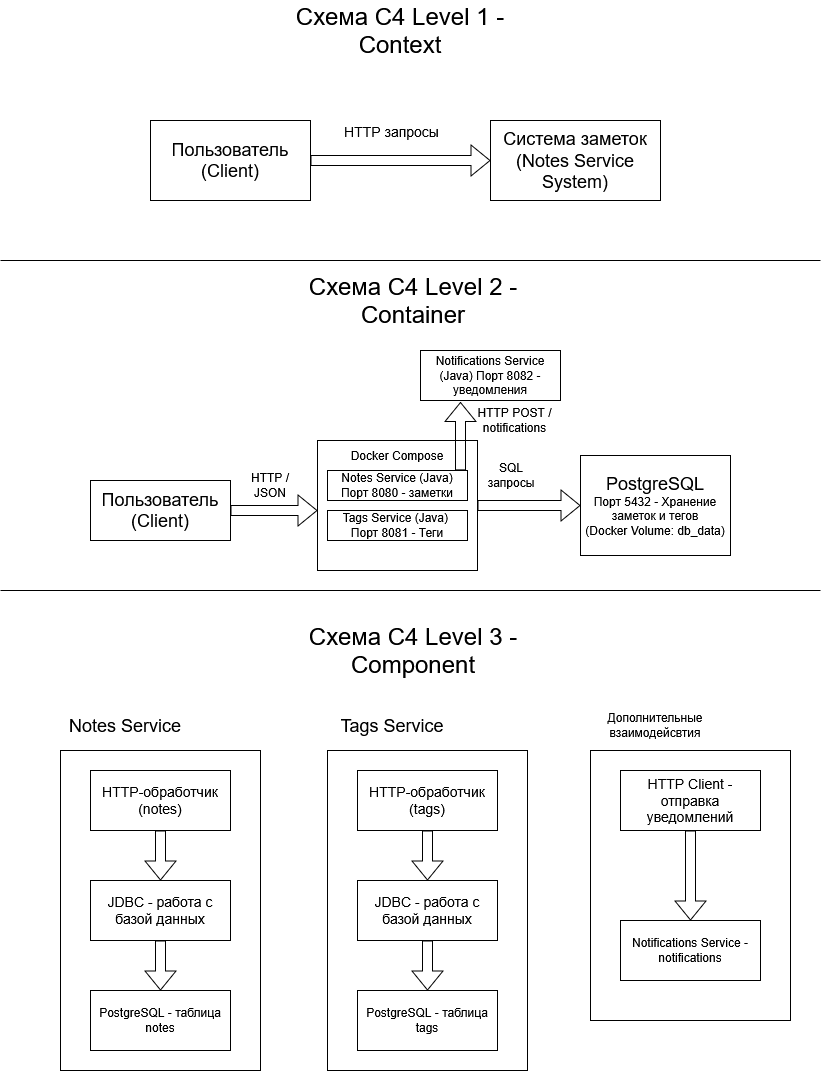 Схема C4 Level 1 -
Context
Пользователь
(Client)
HTTP запросы
Система заметок
(Notes Service
System)
Схема C4 Level 2 -
Container
Notifications Service
(Java) Порт 8082 -
уведомления
HTTP POST /
notifications
Docker Compose
Notes Service (Java)
Порт 8080 - заметки
Tags Service (Java)
Порт 8081 - Теги
HTTP /
JSON
Пользователь
(Client)
SQL
запросы
PostgreSQL
Порт 5432 - Хранение
заметок и тегов
(Docker Volume: db_data)
Схема C4 Level 3 -
Component
Notes Service
HTTP-обработчик
(notes)
JDBC - работа с
базой данных
PostgreSQL - таблица
notes
Tags Service
HTTP-обработчик
(tags)
JDBC - работа с
базой данных
PostgreSQL - таблица
tags
Дополнительные
взаимодейсвтия
HTTP Client -
отправка
уведомлений
Notifications Service -
notifications